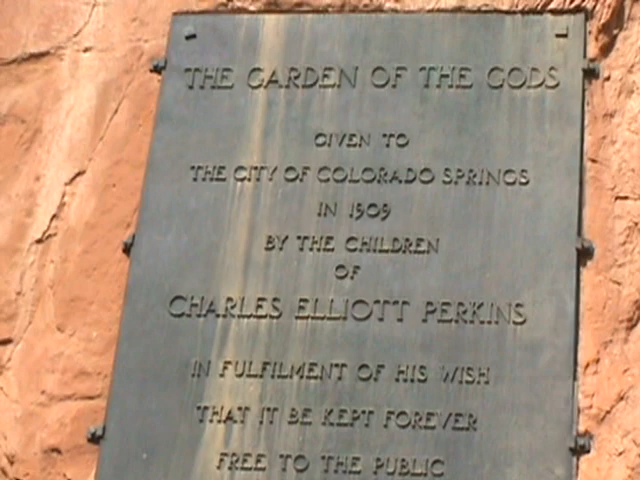 THE GARDEN OF THE GODS
GIVEN TO
THE CITY OF COLORADO SPRINGS
IN 1909
BY THE CHILDREN
OF
CHARLES ELLIOTT PERKINS
IN FULFILMENT OF HIS WISH
THAT IT BE KEPT FOREVER
FREE TO THE PUBLIC